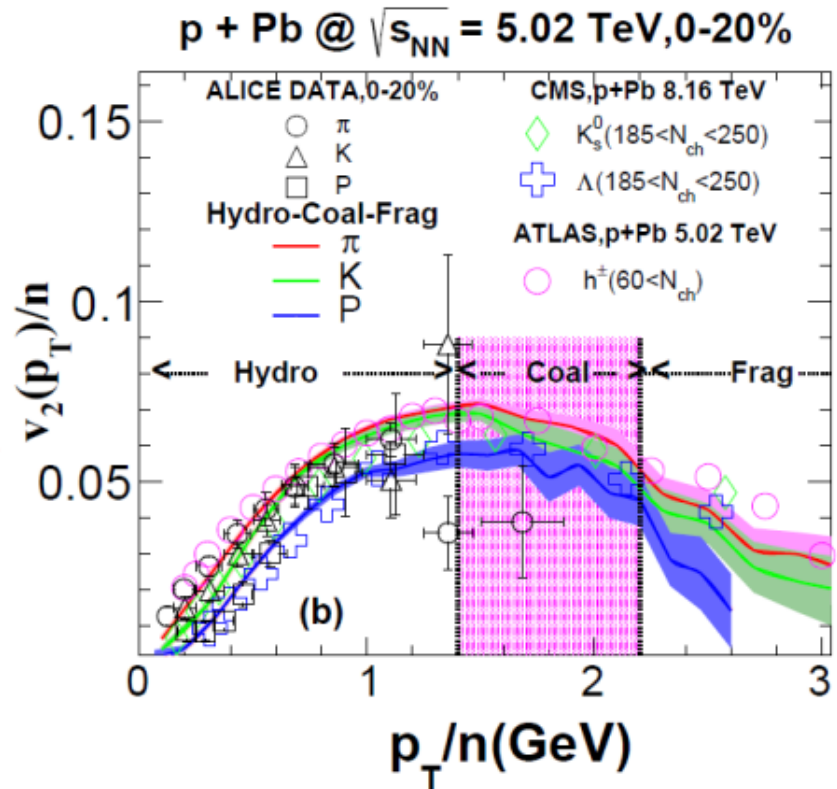 p + Pb @ √s_NN = 5.02 TeV,0-20%
ALICE DATA,0-20%
π
K
P
Hydro-Coal-Frag
π
K
P
CMS,p+Pb 8.16 TeV
K_s^0(185<N_ch<250)
Λ(185<N_ch<250)
ATLAS,p+Pb 5.02 TeV
h^±(60<N_ch)
v_2(p_T)/n
0.15
0.1
0.05
Hydro
Coal
Frag
(b)
0
1
2
3
p_T/n(GeV)